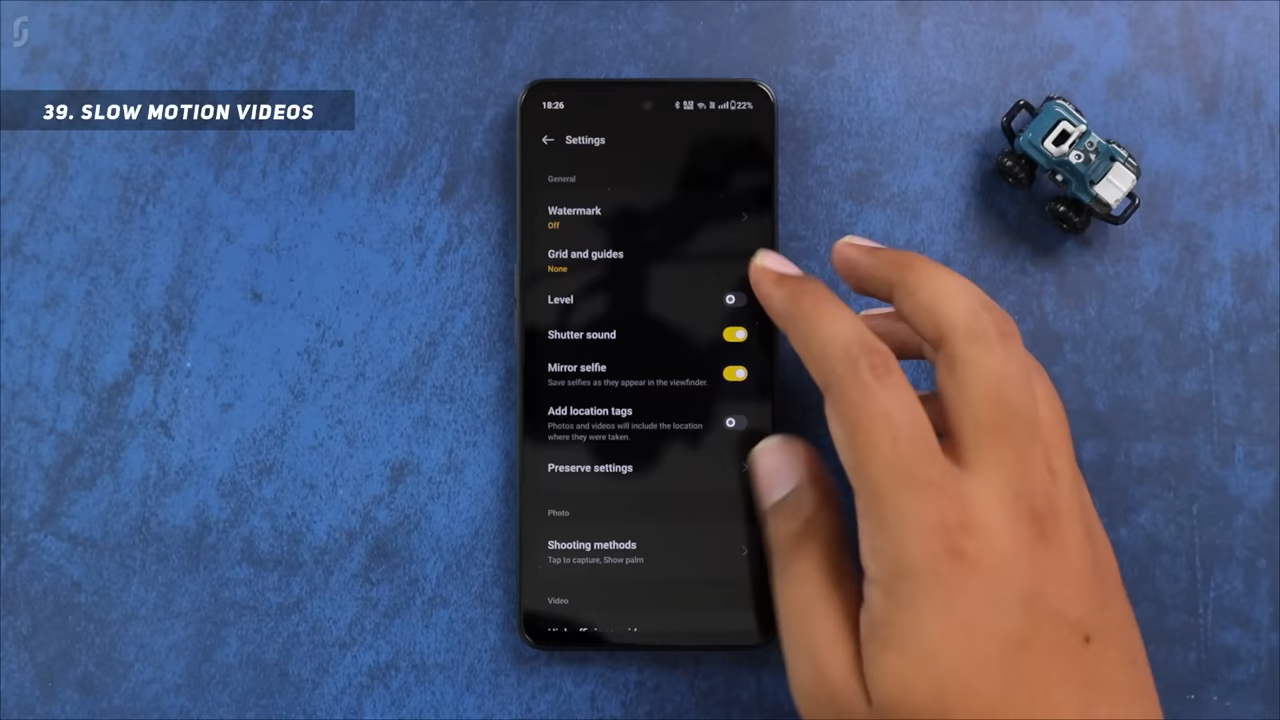 39. SLOW MOTION VIDEOS
18:26
22%
Settings
General
Watermark
Off
Grid and guides
None
Level
Shutter sound
Mirror selfie
Save selfies as they appear in the viewfinder.
Add location tags
Photos and videos will include the location
where they were taken.
Preserve settings
Photo
Shooting methods
Tap to capture, Show palm
Video